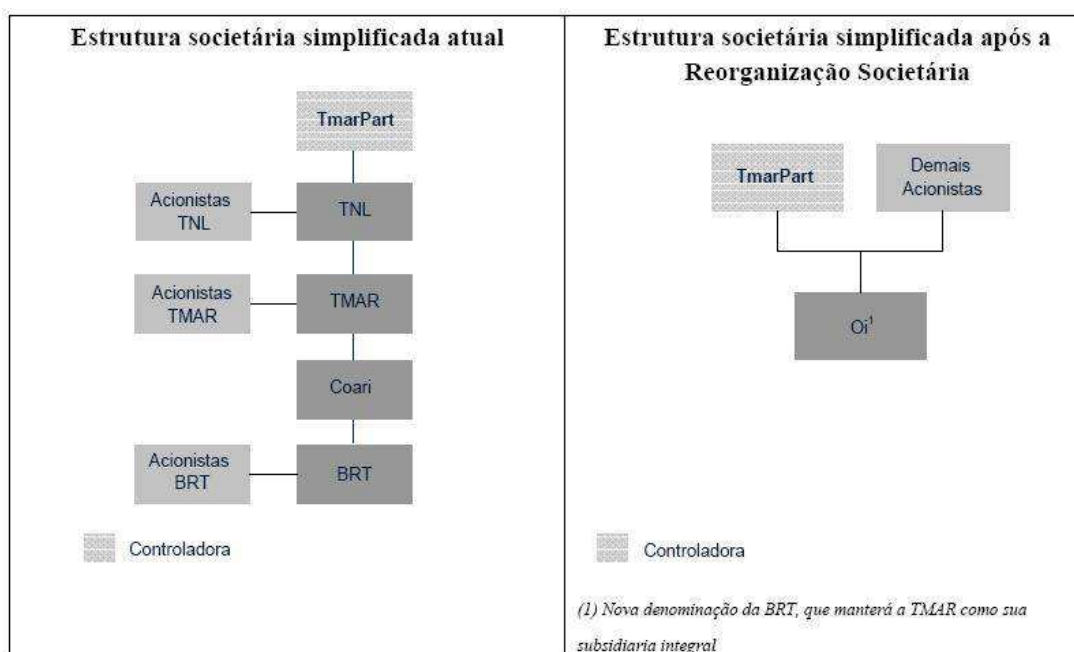 Estrutura societária simplificada atual
TmarPart
Acionistas
TNL
TNL
Acionistas
TMAR
TMAR
Coari
Acionistas
BRT
BRT
Controladora
Estrutura societária simplificada após a
Reorganização Societária
TmarPart
Demais
Acionistas
Oi¹
Controladora
(1) Nova denominação da BRT, que manterá a TMAR como sua
subsidiaria integral